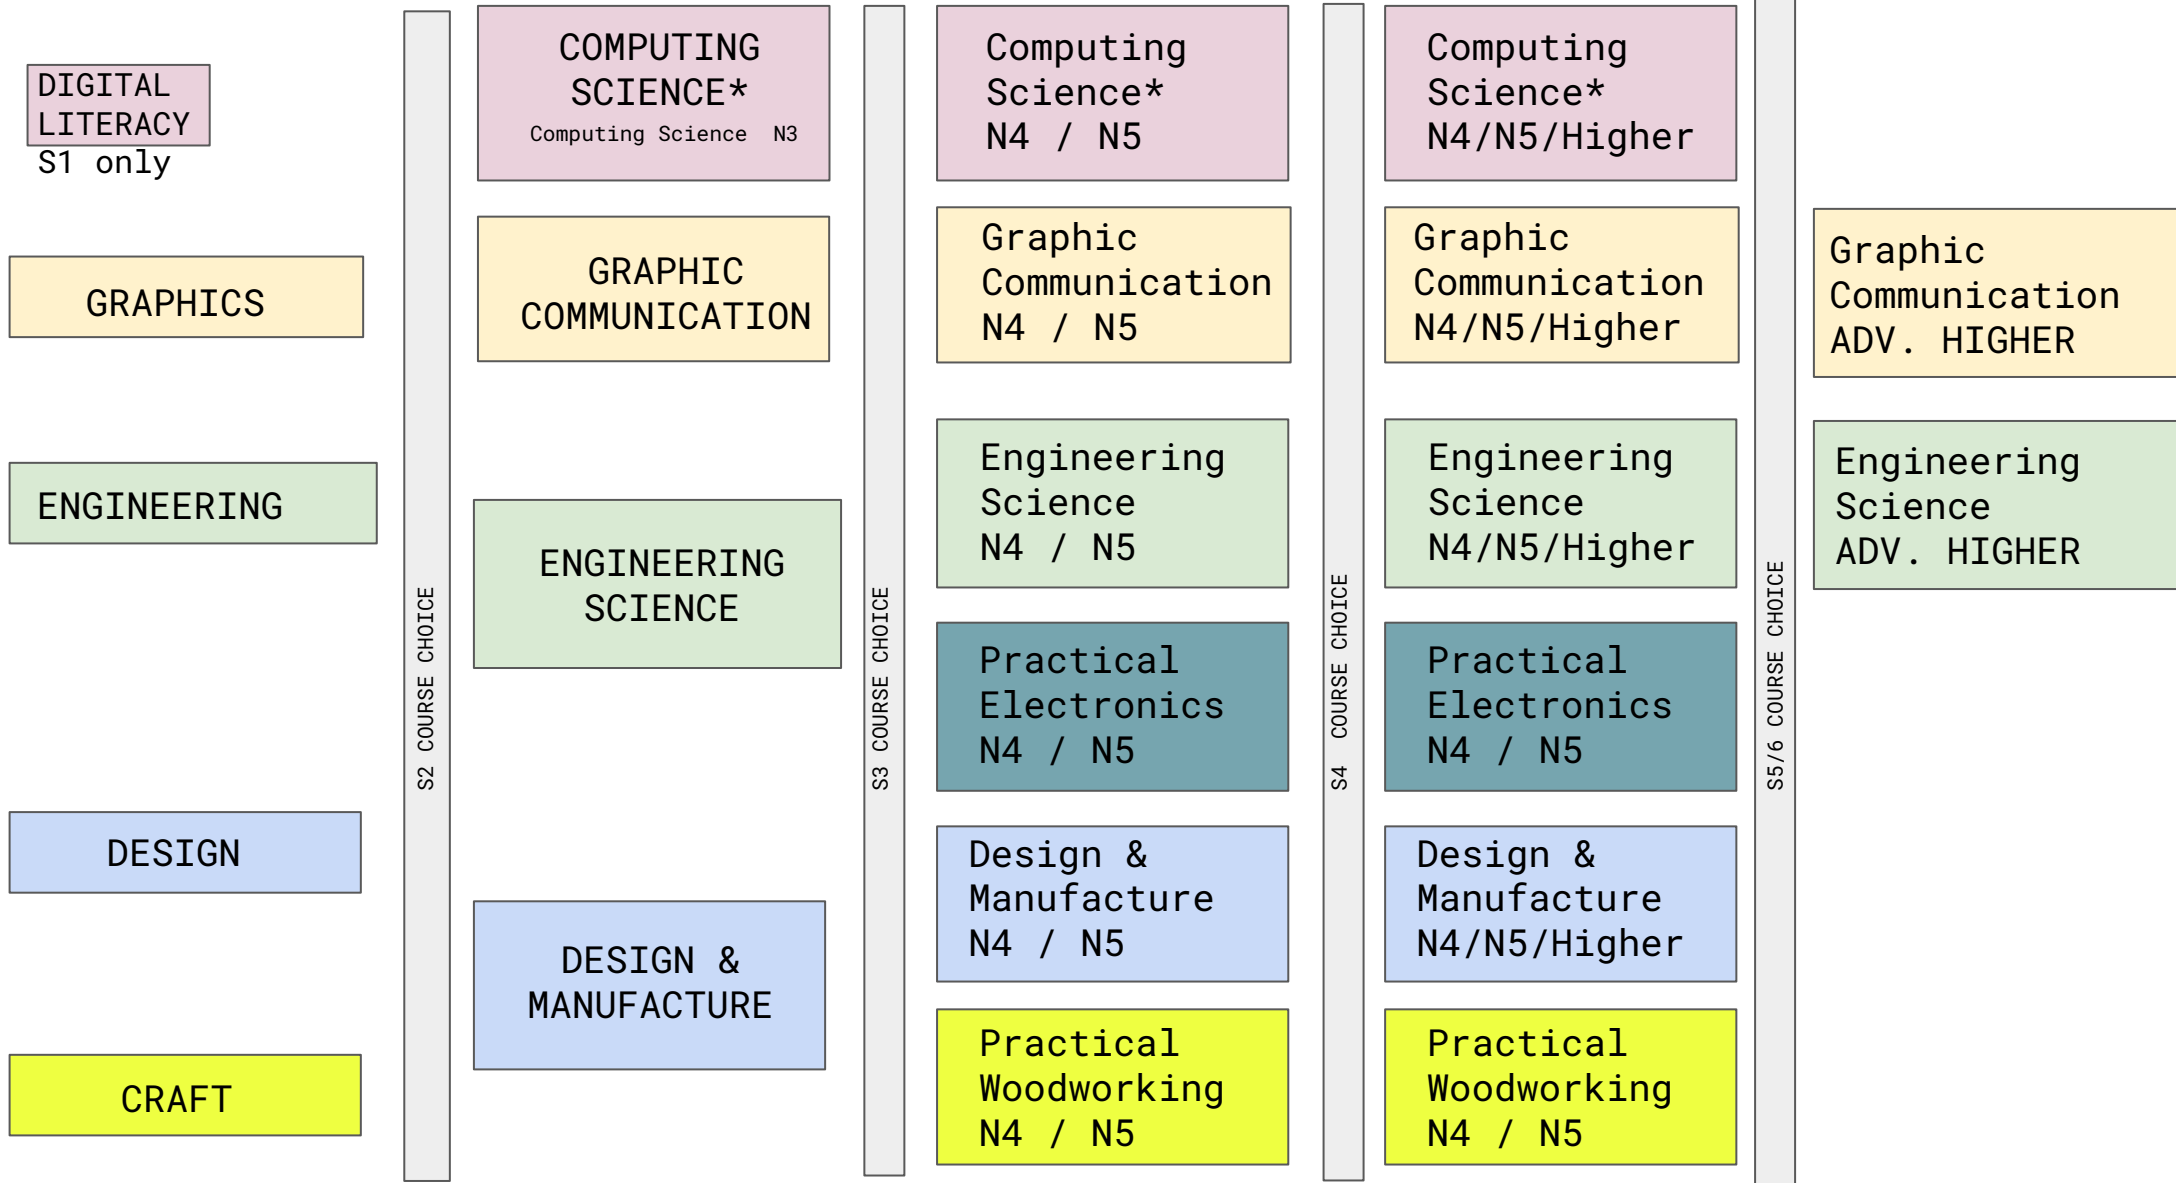 DIGITAL
LITERACY
S1 only
GRAPHICS
ENGINEERING
DESIGN
CRAFT
S2 COURSE CHOICE
COMPUTING
SCIENCE*
Computing Science N3
GRAPHIC
COMMUNICATION
ENGINEERING
SCIENCE
DESIGN &
MANUFACTURE
S3 COURSE CHOICE
Computing
Science*
N4 / N5
Graphic
Communication
N4 / N5
Engineering
Science
N4 / N5
Practical
Electronics
N4 / N5
Design &
Manufacture
N4 / N5
Practical
Woodworking
N4 / N5
S4 COURSE CHOICE
Computing
Science*
N4/N5/Higher
Graphic
Communication
N4/N5/Higher
Engineering
Science
N4/N5/Higher
Practical
Electronics
N4 / N5
Design &
Manufacture
N4/N5/Higher
Practical
Woodworking
N4 / N5
S5/6 COURSE CHOICE
Graphic
Communication
ADV. HIGHER
Engineering
Science
ADV. HIGHER